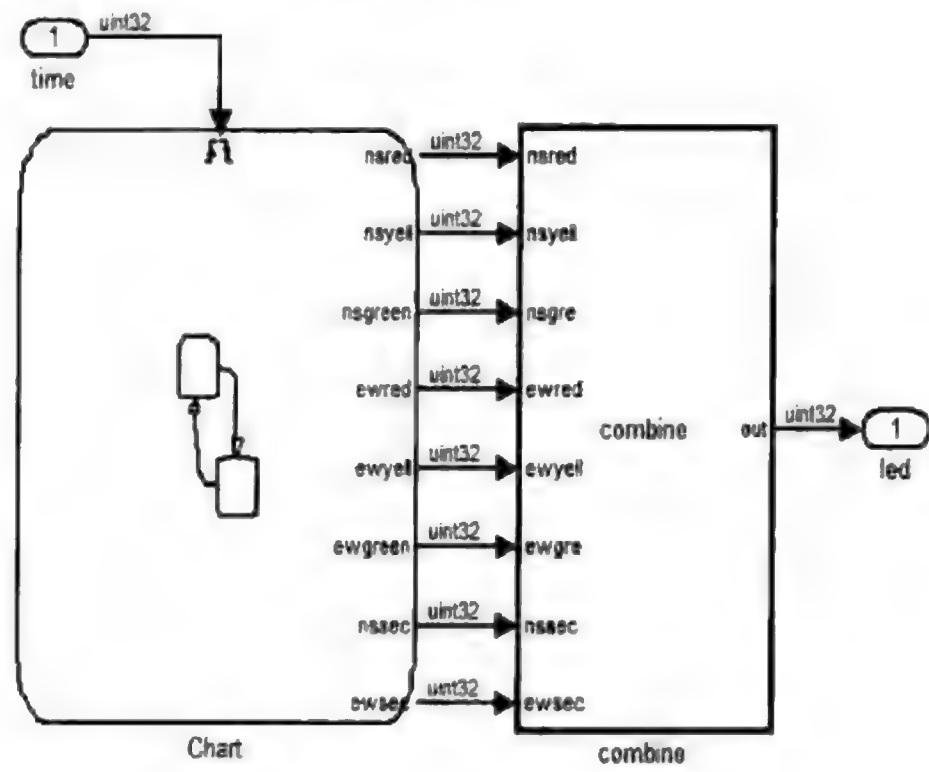 uint32
1
time
nsred uint32 nsred
nsyell uint32 nsyell
nsgreen uint32 nsgre
ewred uint32 ewred
combine out uint32 1
led
ewyell uint32 ewyell
ewgreen uint32 ewgre
nssec uint32 nssec
ewsec uint32 ewsec
Chart
combine